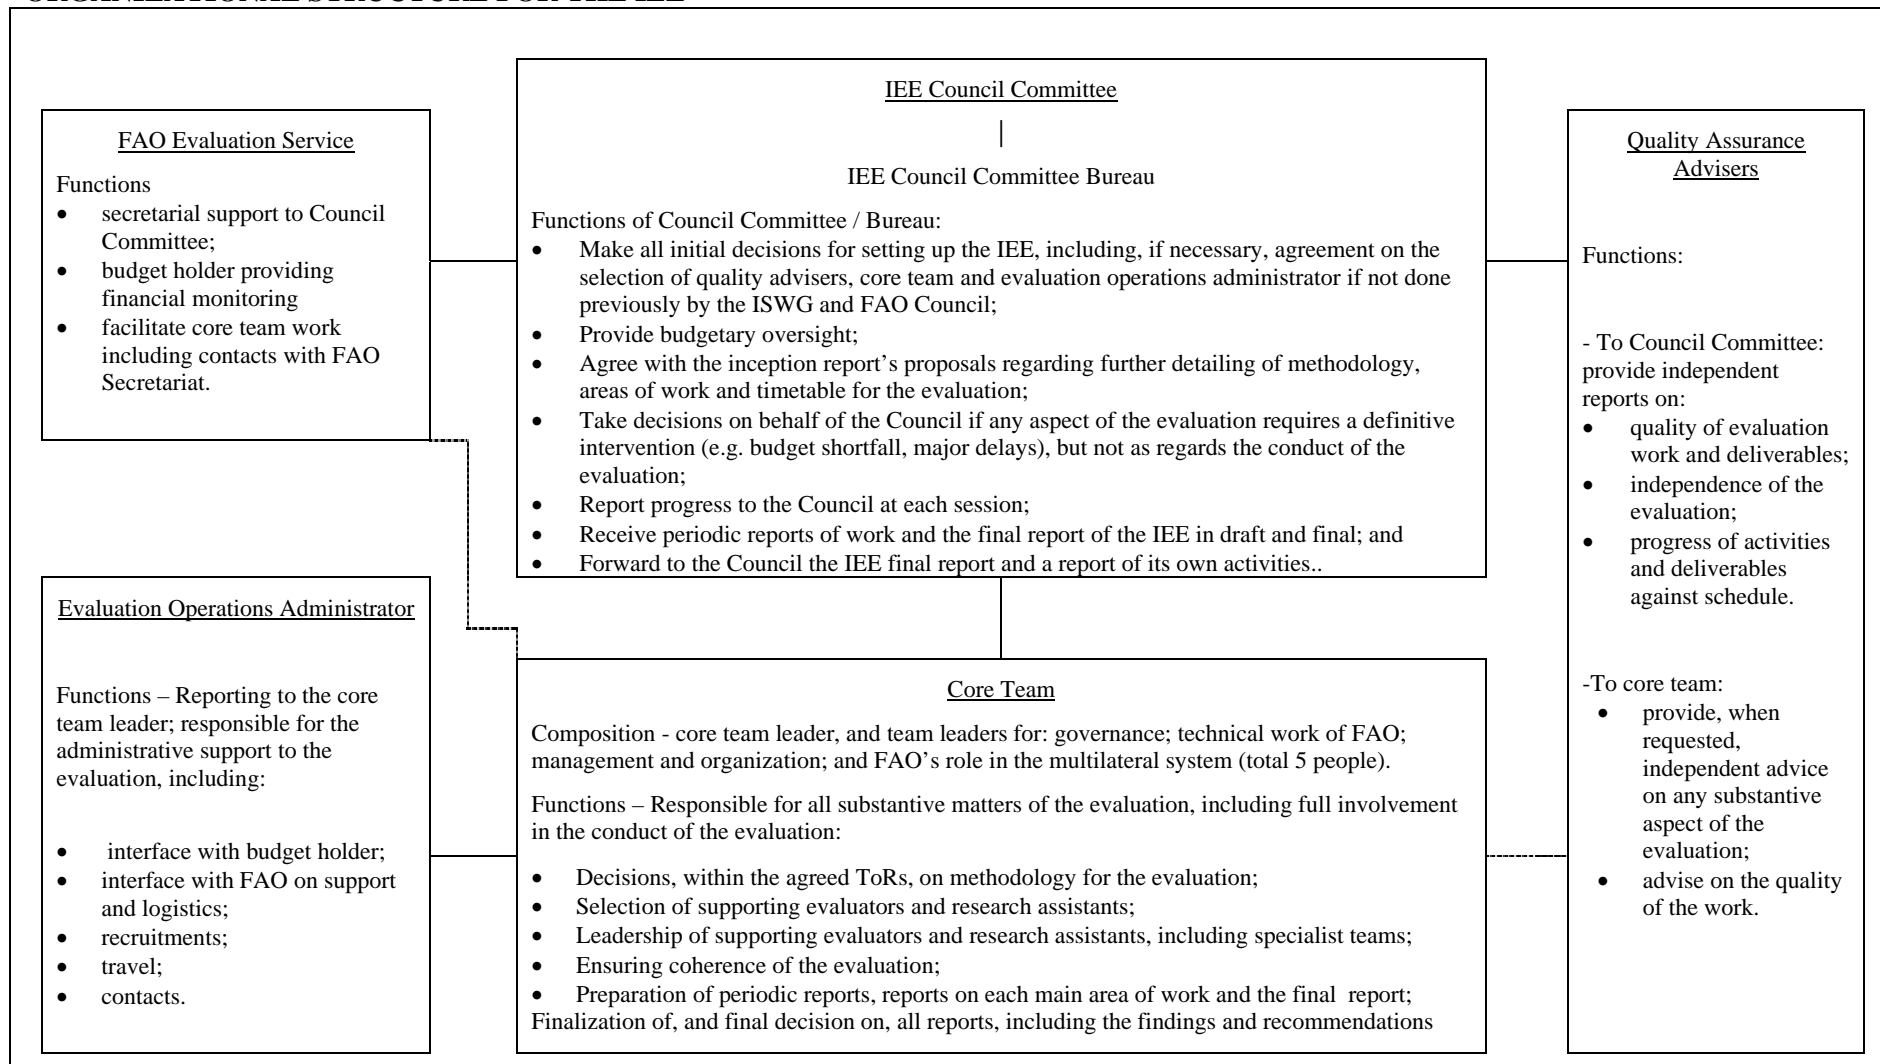 ORGANIZATIONAL STRUCTURE FOR THE IEE
FAO Evaluation Service
Functions
• secretarial support to Council
Committee;
• budget holder providing
financial monitoring
• facilitate core team work
including contacts with FAO
Secretariat.
IEE Council Committee
|
IEE Council Committee Bureau
Functions of Council Committee / Bureau:
• Make all initial decisions for setting up the IEE, including, if necessary, agreement on the
selection of quality advisers, core team and evaluation operations administrator if not done
previously by the ISWG and FAO Council;
• Provide budgetary oversight;
• Agree with the inception report’s proposals regarding further detailing of methodology,
areas of work and timetable for the evaluation;
• Take decisions on behalf of the Council if any aspect of the evaluation requires a definitive
intervention (e.g. budget shortfall, major delays), but not as regards the conduct of the
evaluation;
• Report progress to the Council at each session;
• Receive periodic reports of work and the final report of the IEE in draft and final; and
• Forward to the Council the IEE final report and a report of its own activities..
Quality Assurance
Advisers
Functions:
- To Council Committee:
provide independent
reports on:
• quality of evaluation
work and deliverables;
• independence of the
evaluation;
• progress of activities
and deliverables
against schedule.
-To core team:
• provide, when
requested,
independent advice
on any substantive
aspect of the
evaluation;
• advise on the quality
of the work.
Evaluation Operations Administrator
Functions – Reporting to the core
team leader; responsible for the
administrative support to the
evaluation, including:
• interface with budget holder;
• interface with FAO on support
and logistics;
• recruitments;
• travel;
• contacts.
Core Team
Composition - core team leader, and team leaders for: governance; technical work of FAO;
management and organization; and FAO’s role in the multilateral system (total 5 people).
Functions – Responsible for all substantive matters of the evaluation, including full involvement
in the conduct of the evaluation:
• Decisions, within the agreed ToRs, on methodology for the evaluation;
• Selection of supporting evaluators and research assistants;
• Leadership of supporting evaluators and research assistants, including specialist teams;
• Ensuring coherence of the evaluation;
• Preparation of periodic reports, reports on each main area of work and the final report;
Finalization of, and final decision on, all reports, including the findings and recommendations